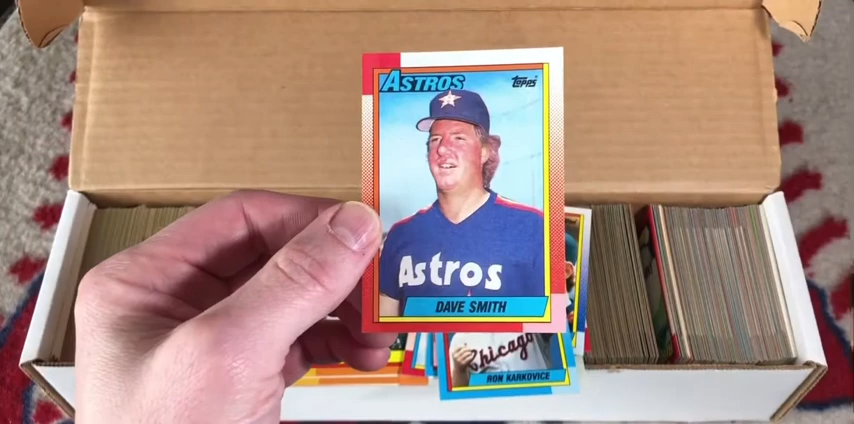 ASTROS
TOPPS
Astros
DAVE SMITH
Chicago
RON KARKOVICE